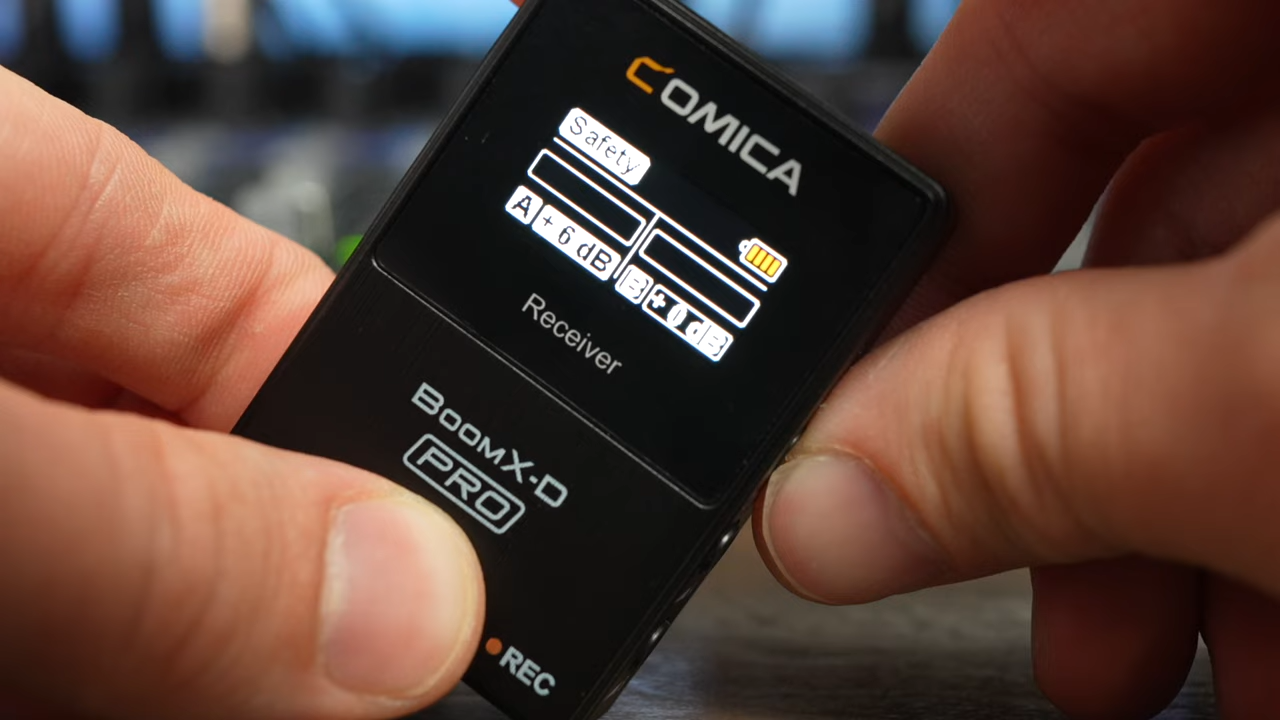 COMICA
Safety
A +6 dB B +0 dB
Receiver
BOOMX-D
PRO
REC